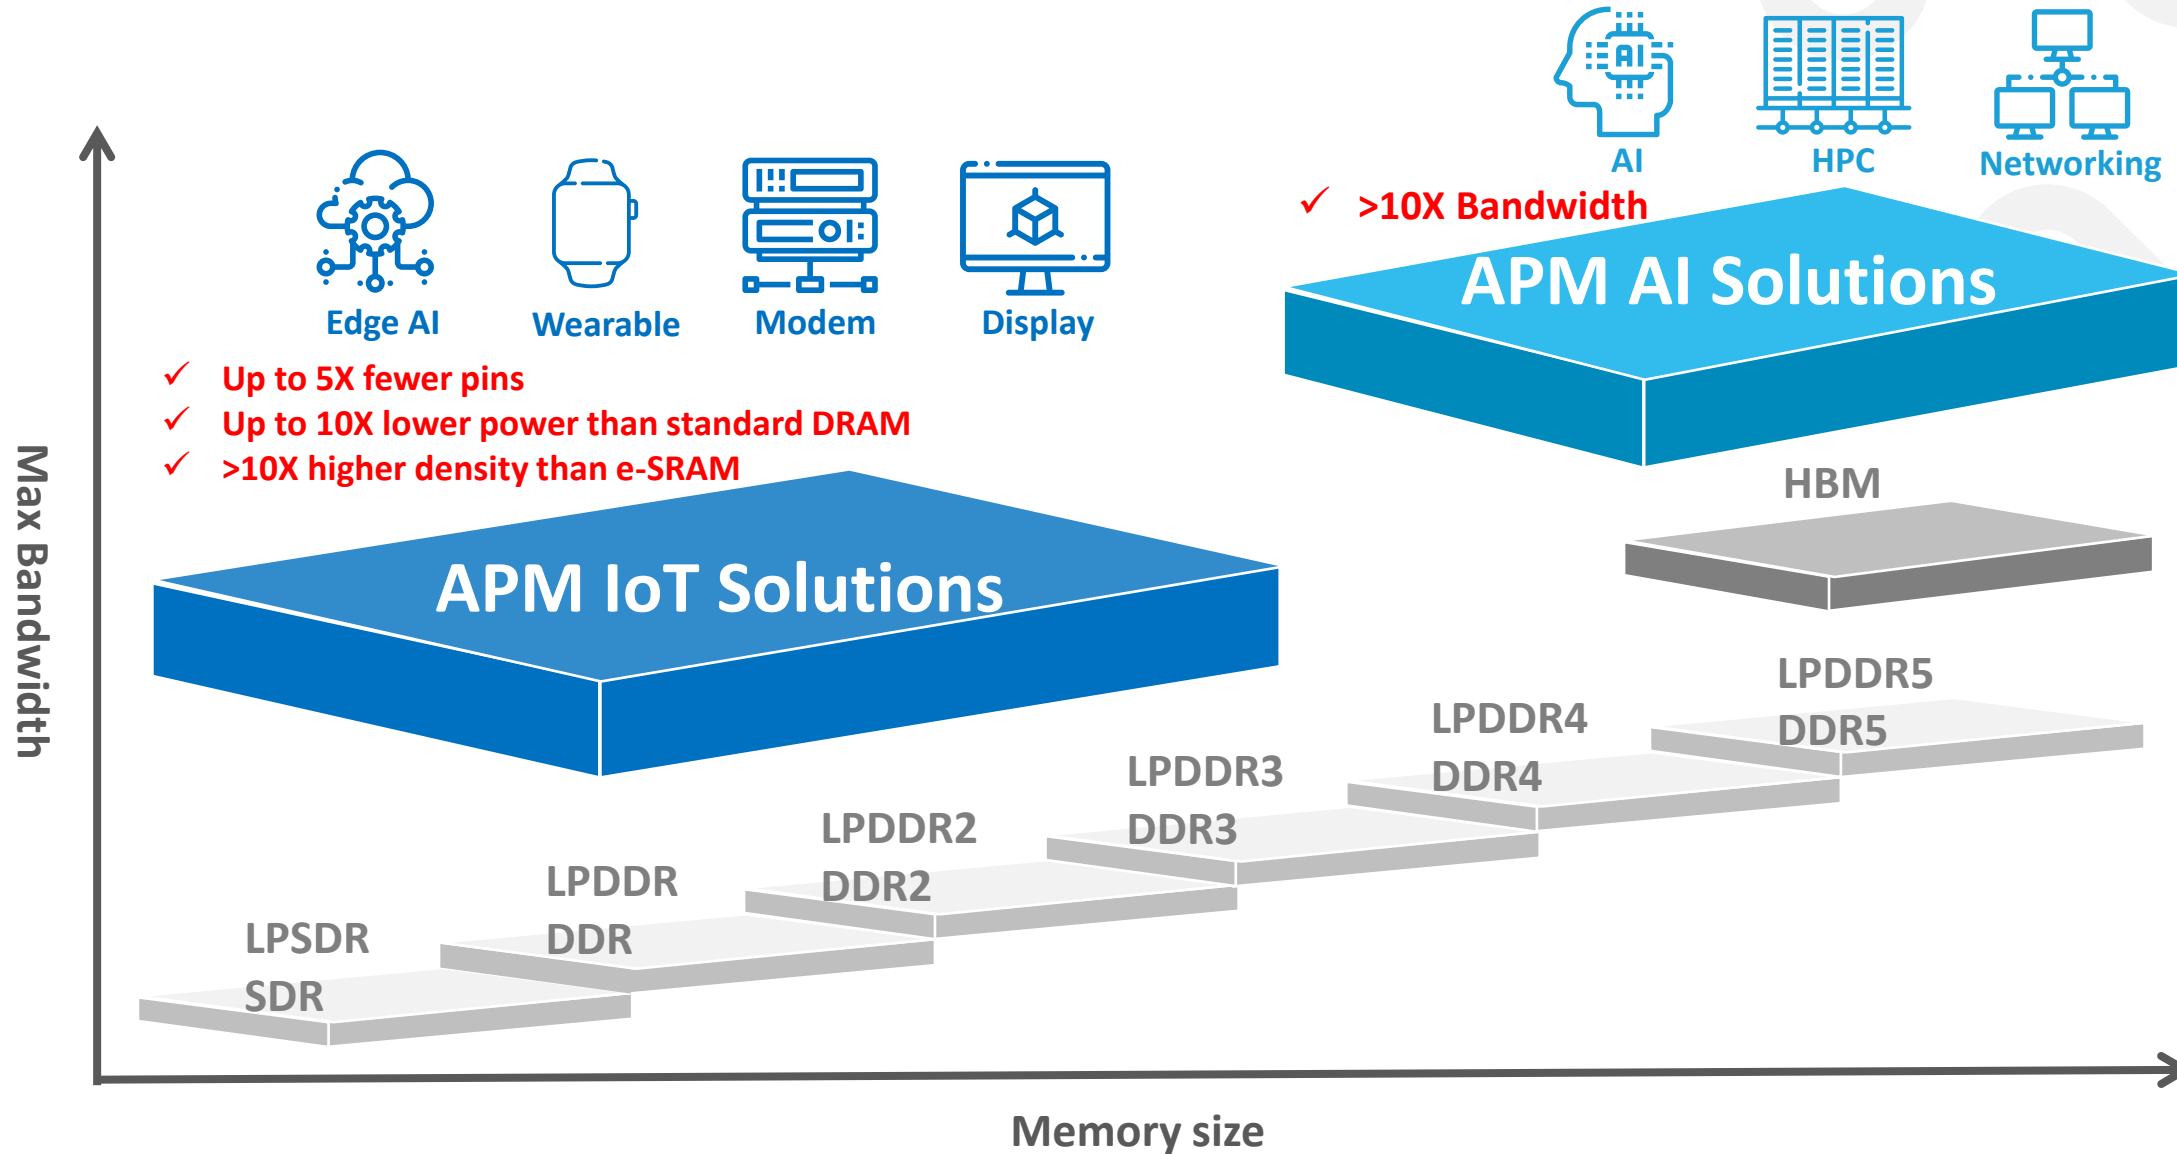 AI
AI
HPC
Networking
>10X Bandwidth
APM AI Solutions
Edge AI
Wearable
Modem
Display
✓ Up to 5X fewer pins
✓ Up to 10X lower power than standard DRAM
✓ >10X higher density than e-SRAM
APM IoT Solutions
HBM
LPDDR5
DDR5
LPDDR4
DDR4
LPDDR3
DDR3
LPDDR2
DDR2
LPDDR
DDR
LPSDR
SDR
Max Bandwidth
Memory size